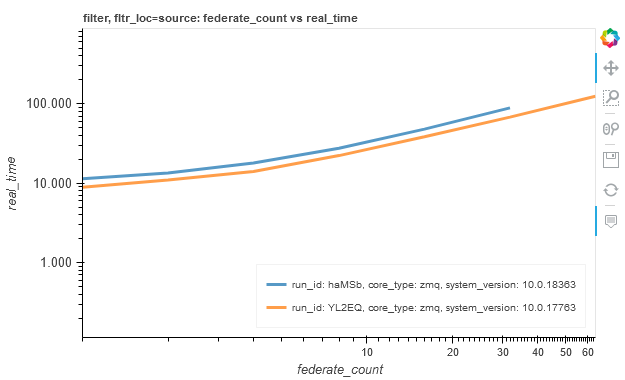 filter, fltr_loc=source: federate_count vs real_time
100.000
10.000
1.000
real_time
run_id: haMSb, core_type: zmq, system_version: 10.0.18363
run_id: YL2EQ, core_type: zmq, system_version: 10.0.17763
10 20 30 40 50 60
federate_count